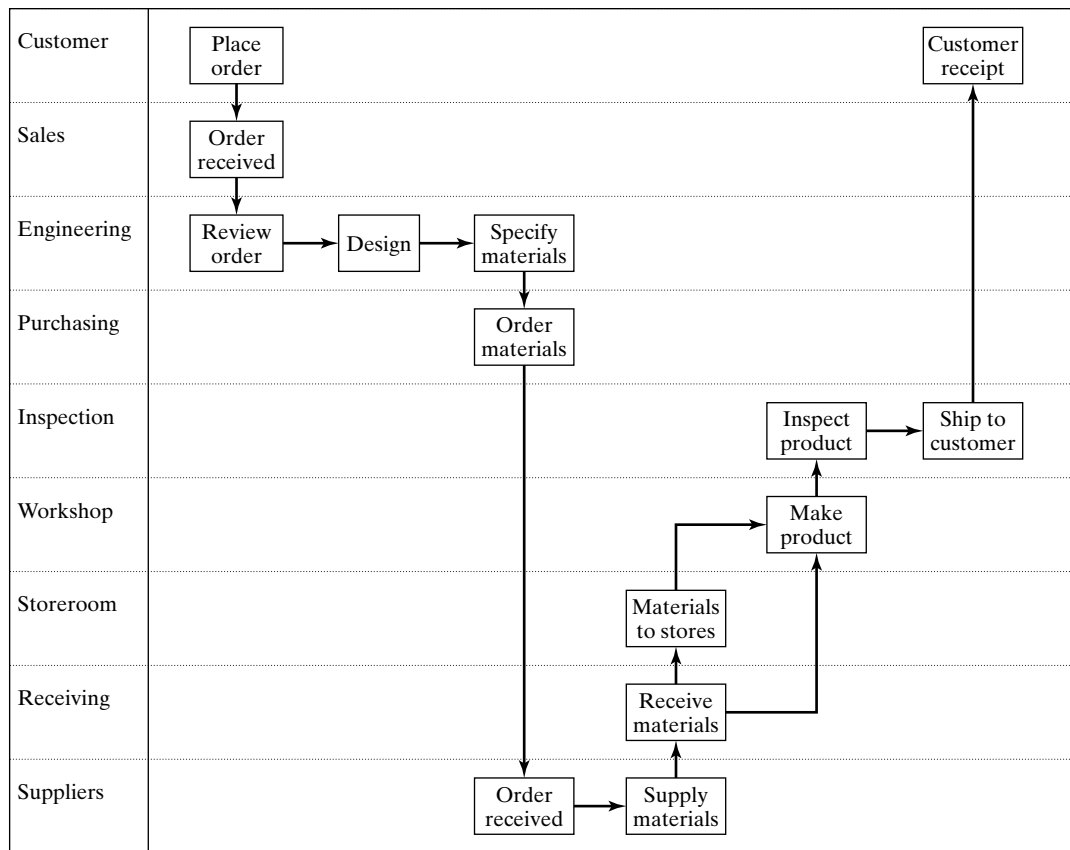 Customer
Place
order
Customer
receipt
Sales
Order
received
Engineering
Review
order
Design
Specify
materials
Purchasing
Order
materials
Inspection
Inspect
product
Ship to
customer
Workshop
Make
product
Storeroom
Materials
to stores
Receiving
Receive
materials
Suppliers
Order
received
Supply
materials